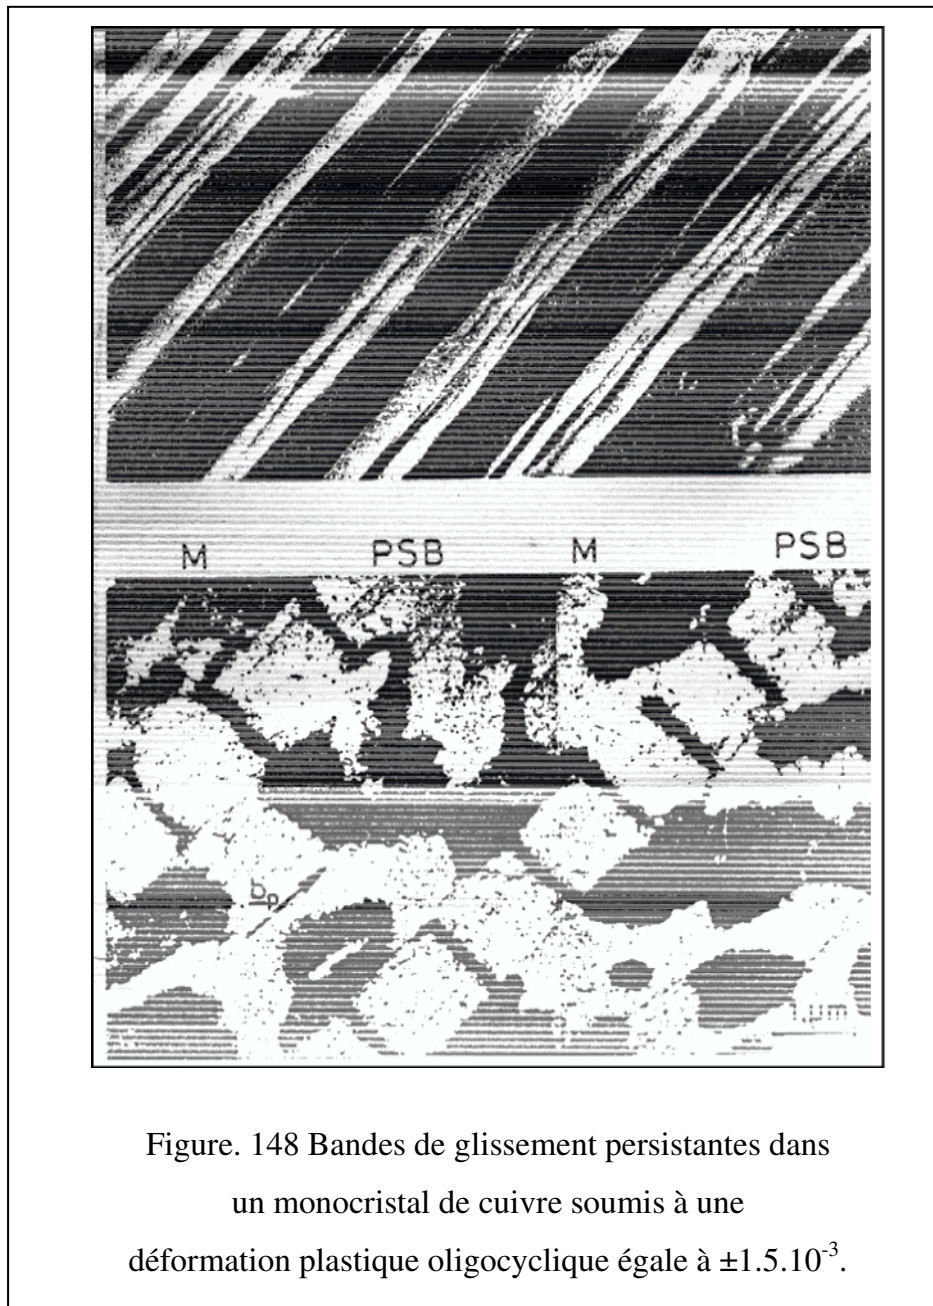 M PSB M PSB
b_p
1 µm
Figure. 148 Bandes de glissement persistantes dans
un monocristal de cuivre soumis à une
déformation plastique oligocyclique égale à ±1.5.10⁻³.